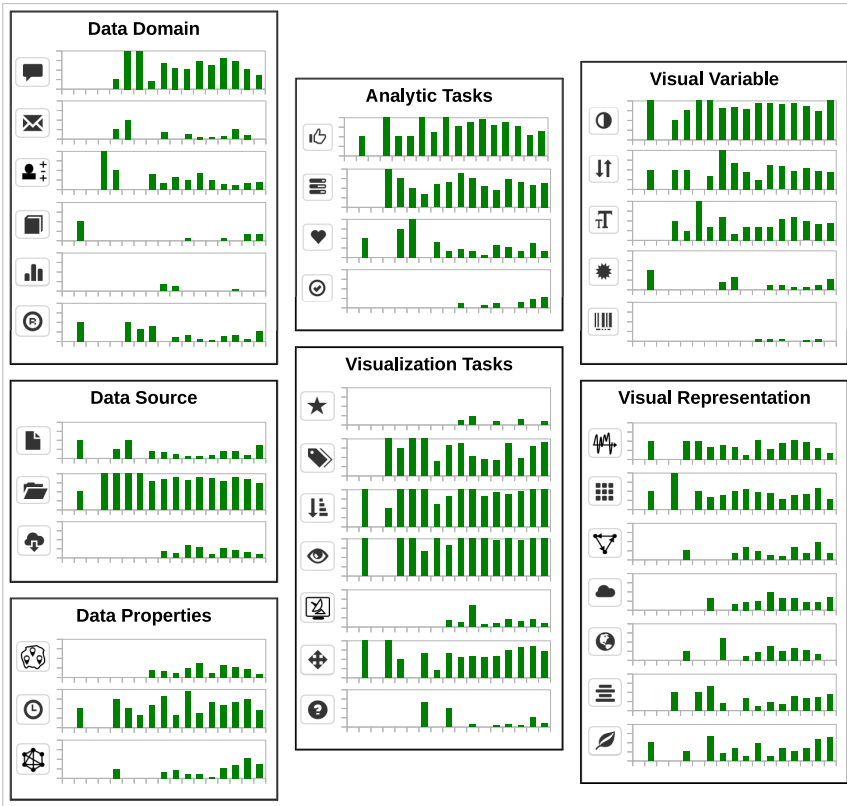 Data Domain
Analytic Tasks
Visual Variable
Data Source
Visualization Tasks
Visual Representation
Data Properties